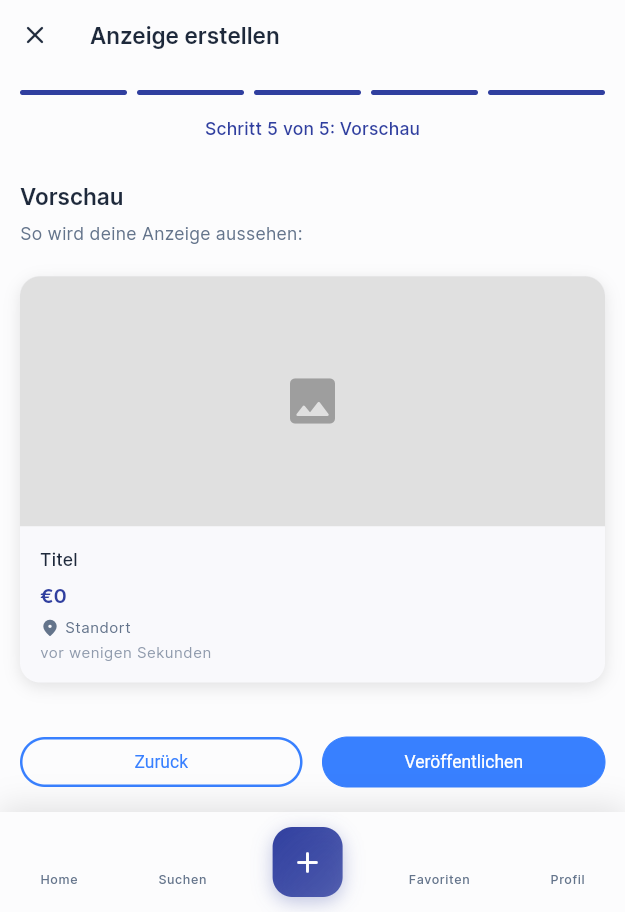 Anzeige erstellen
Schritt 5 von 5: Vorschau
Vorschau
So wird deine Anzeige aussehen:
Titel
€0
Standort
vor wenigen Sekunden
Zurück
Veröffentlichen
Home
Suchen
Favoriten
Profil